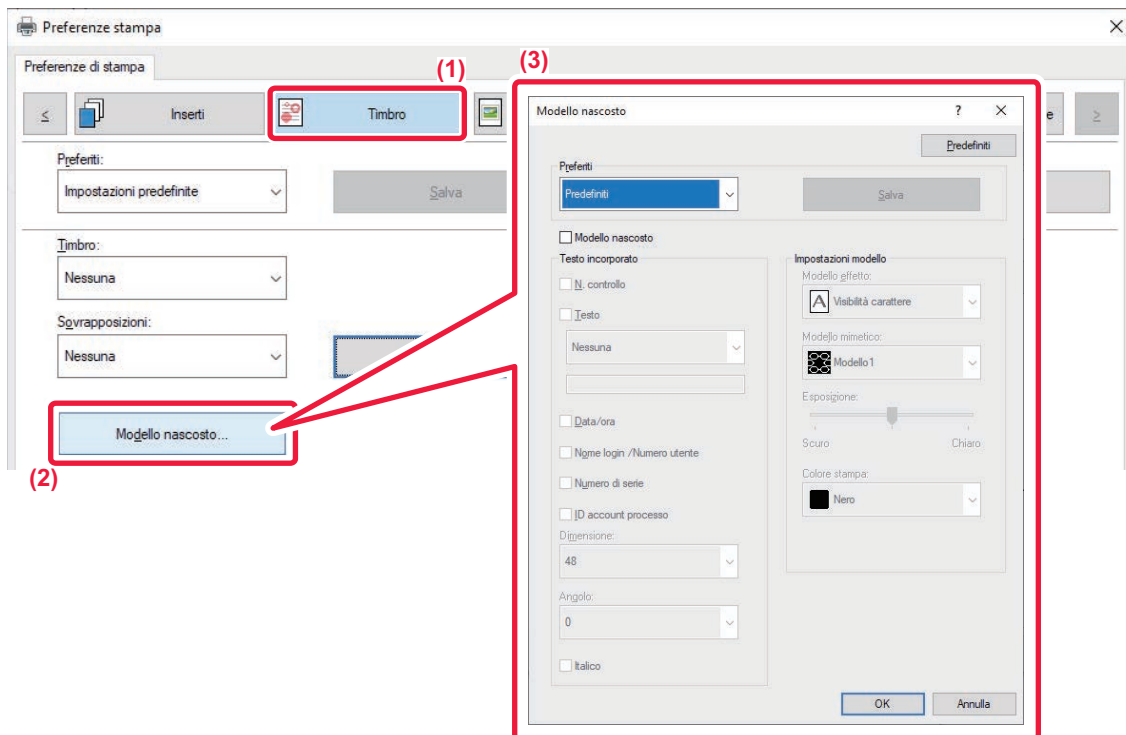 Preferenze stampa
Preferenze di stampa
(1)
(3)
≤
Inserti
Timbro
e
≥
Preferiti:
Impostazioni predefinite
Salva
Timbro:
Nessuna
Sovrapposizioni:
Nessuna
Modello nascosto...
(2)
Modello nascosto
?
Predefiniti
Preferiti
Predefiniti
Salva
Modello nascosto
Testo incorporato
N. controllo
Testo
Nessuna
Data/ora
Nome login /Numero utente
Numero di serie
ID account processo
Dimensione:
48
Angolo:
0
Italico
Impostazioni modello
Modello effetto:
A Visibilità carattere
Modello mimetico:
Modello1
Esposizione:
Scuro Chiaro
Colore stampa:
Nero
OK Annulla